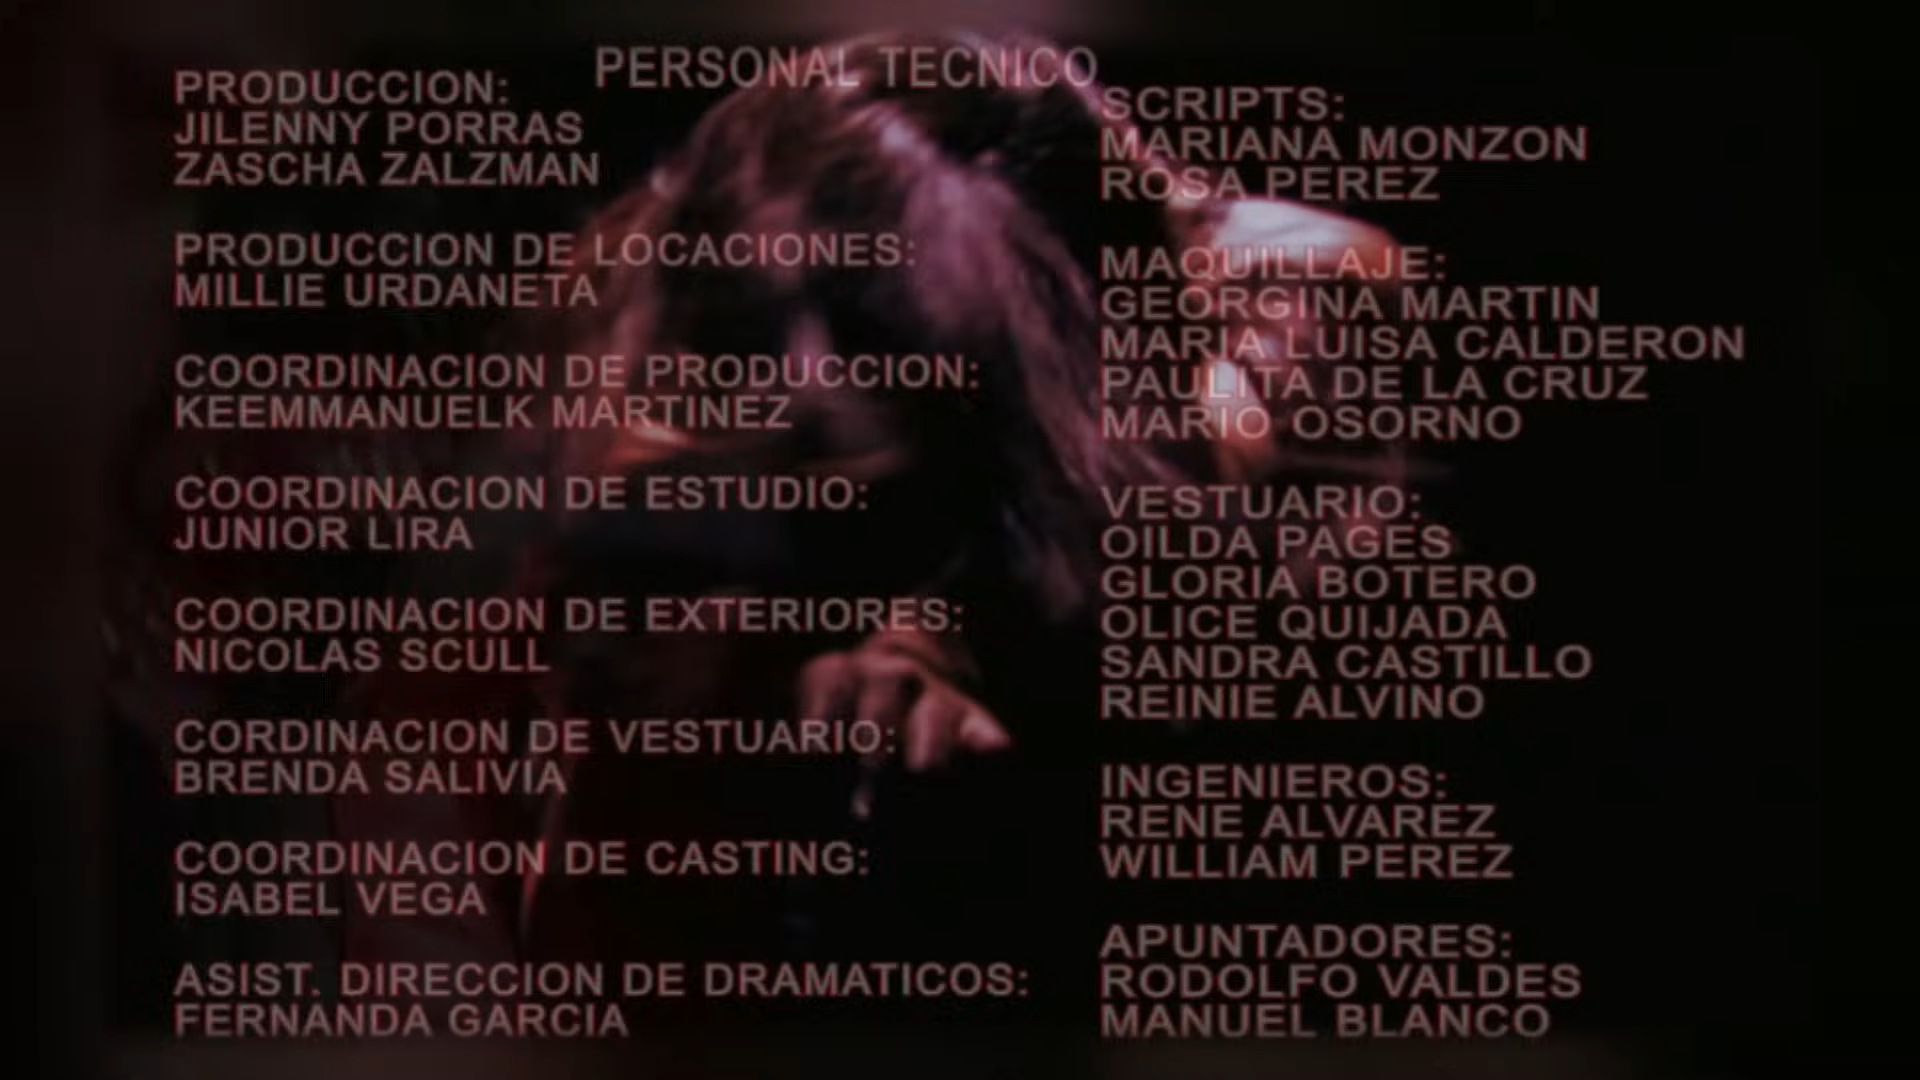 PERSONAL TECNICO
PRODUCCION:
JILENNY PORRAS
ZASCHA ZALZMAN
PRODUCCION DE LOCACIONES:
MILLIE URDANETA
COORDINACION DE PRODUCCION:
KEEMMANUELK MARTINEZ
COORDINACION DE ESTUDIO:
JUNIOR LIRA
COORDINACION DE EXTERIORES:
NICOLAS SCULL
CORDINACION DE VESTUARIO:
BRENDA SALIVIA
COORDINACION DE CASTING:
ISABEL VEGA
ASIST. DIRECCION DE DRAMATICOS:
FERNANDA GARCIA
SCRIPTS:
MARIANA MONZON
ROSA PEREZ
MAQUILLAJE:
GEORGINA MARTIN
MARIA LUISA CALDERON
PAULITA DE LA CRUZ
MARIO OSORNO
VESTUARIO:
OILDA PAGES
GLORIA BOTERO
OLICE QUIJADA
SANDRA CASTILLO
REINIE ALVINO
INGENIEROS:
RENE ALVAREZ
WILLIAM PEREZ
APUNTADORES:
RODOLFO VALDES
MANUEL BLANCO